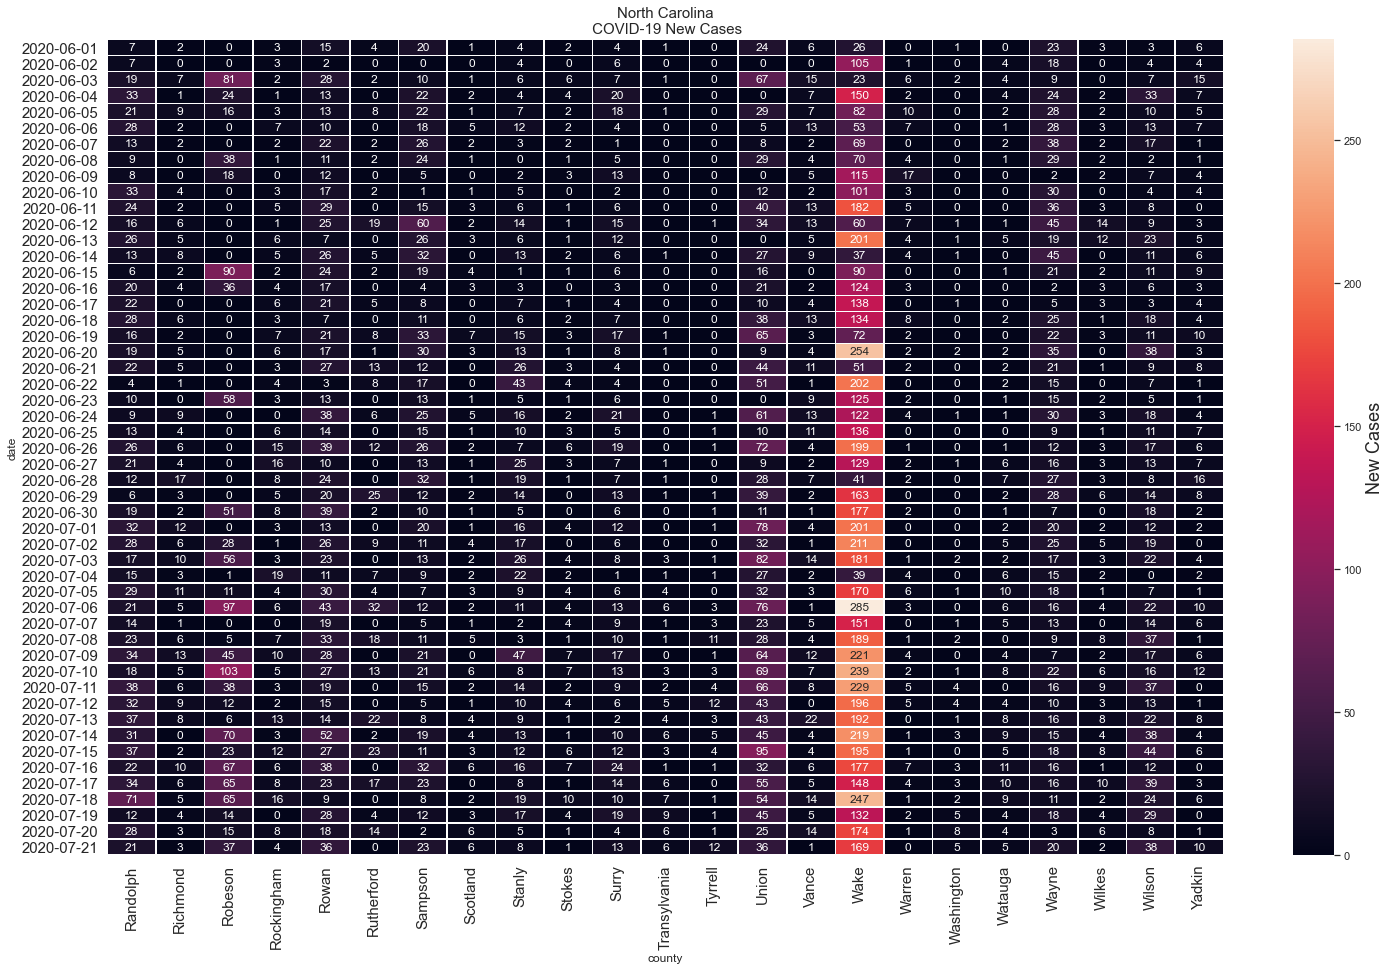 North Carolina
COVID-19 New Cases
2020-06-01 7 2 0 3 15 4 20 1 4 2 4 1 0 24 6 26 0 1 0 23 3 3 6
2020-06-02 7 0 0 3 2 0 0 0 4 0 6 0 0 0 0 105 1 0 4 18 0 4 4
2020-06-03 19 7 81 2 28 2 10 1 6 6 7 1 0 67 15 23 6 2 4 9 0 7 15
2020-06-04 33 1 24 1 13 0 22 2 4 4 20 0 0 0 7 150 2 0 4 24 2 33 7
2020-06-05 21 9 16 3 13 8 22 1 7 2 18 1 0 29 7 82 10 0 2 28 2 10 5
2020-06-06 28 2 0 7 10 0 18 5 12 2 4 0 0 5 13 53 7 0 1 28 3 13 7
2020-06-07 13 2 0 2 22 2 26 2 3 2 1 0 0 8 2 69 0 0 2 38 2 17 1
2020-06-08 9 0 38 1 11 2 24 1 0 1 5 0 0 29 4 70 4 0 1 29 2 2 1
2020-06-09 8 0 18 0 12 0 5 0 2 3 13 0 0 0 5 115 17 0 0 2 2 7 4
2020-06-10 33 4 0 3 17 2 1 1 5 0 2 0 0 12 2 101 3 0 0 30 0 4 4
2020-06-11 24 2 0 5 29 0 15 3 6 1 6 0 0 40 13 182 5 0 0 36 3 8 0
2020-06-12 16 6 0 1 25 19 60 2 14 1 15 0 1 34 13 60 7 1 1 45 14 9 3
2020-06-13 26 5 0 6 7 0 26 3 6 1 12 0 0 0 5 201 4 1 5 19 12 23 5
2020-06-14 13 8 0 5 26 5 32 0 13 2 6 1 0 27 9 37 4 1 0 45 0 11 6
2020-06-15 6 2 90 2 24 2 19 4 1 1 6 0 0 16 0 90 0 0 1 21 2 11 9
2020-06-16 20 4 36 4 17 0 4 3 3 0 3 0 0 21 2 124 3 0 0 2 3 6 3
2020-06-17 22 0 0 6 21 5 8 0 7 1 4 0 0 10 4 138 0 1 0 5 3 3 4
2020-06-18 28 6 0 3 7 0 11 0 6 2 7 0 0 38 13 134 8 0 2 25 1 18 4
2020-06-19 16 2 0 7 21 8 33 7 15 3 17 1 0 65 3 72 2 0 0 22 3 11 10
2020-06-20 19 5 0 6 17 1 30 3 13 1 8 1 0 9 4 254 2 2 2 35 0 38 3
2020-06-21 22 5 0 3 27 13 12 0 26 3 4 0 0 44 11 51 2 0 2 21 1 9 8
2020-06-22 4 1 0 4 3 8 17 0 43 4 4 0 0 51 1 202 2 0 2 15 0 7 1
2020-06-23 10 0 58 3 13 0 13 1 5 1 6 0 0 0 9 125 2 0 1 15 2 5 1
2020-06-24 9 9 0 0 38 6 25 5 16 2 21 0 1 61 13 122 4 1 1 30 3 18 4
2020-06-25 13 4 0 6 14 0 15 1 10 3 5 0 1 10 11 136 0 0 0 9 1 11 7
2020-06-26 26 6 0 15 39 12 26 2 7 6 19 0 1 72 4 199 1 0 1 12 3 17 6
2020-06-27 21 4 0 16 10 0 13 1 25 3 7 1 0 9 2 129 2 1 6 16 3 13 7
2020-06-28 12 17 0 8 24 0 32 1 19 1 7 1 0 28 7 41 2 0 7 27 3 8 16
2020-06-29 6 3 0 5 20 25 12 2 14 0 13 1 1 39 2 163 0 0 2 28 6 14 8
2020-06-30 19 2 51 8 39 2 10 1 5 0 6 0 1 11 1 177 0 0 1 7 0 18 2
2020-07-01 32 12 0 3 13 0 20 1 16 4 12 0 1 78 4 201 0 0 2 20 2 12 2
2020-07-02 28 6 28 1 26 9 11 4 17 0 6 0 0 32 1 211 0 0 5 25 5 19 0
2020-07-03 17 10 56 3 23 0 13 2 26 4 8 3 1 82 14 181 1 2 2 17 3 22 4
2020-07-04 15 3 1 19 11 7 9 2 22 2 1 1 1 27 2 39 4 0 6 15 2 0 2
2020-07-05 29 11 11 4 30 4 7 3 9 4 6 4 0 32 3 170 6 1 10 18 1 7 1
2020-07-06 21 5 97 6 43 32 12 2 11 4 13 6 3 76 1 285 3 0 6 16 4 22 10
2020-07-07 14 1 0 0 19 0 5 1 2 4 9 1 3 23 5 151 0 1 5 13 0 14 6
2020-07-08 23 6 5 7 33 18 11 5 3 1 10 1 11 28 4 189 1 2 0 9 8 37 1
2020-07-09 34 13 45 10 28 0 21 0 47 7 17 0 1 64 12 221 4 0 4 7 2 17 6
2020-07-10 18 5 103 5 27 13 21 6 8 7 13 3 3 69 7 239 2 1 8 22 6 16 12
2020-07-11 38 6 38 3 19 0 15 2 14 2 9 2 4 66 8 229 5 4 0 16 9 37 0
2020-07-12 32 9 12 2 15 0 5 1 10 4 6 5 12 43 0 196 5 4 4 10 3 13 1
2020-07-13 37 8 6 13 14 22 8 4 9 1 2 4 3 43 22 192 0 1 8 16 8 22 8
2020-07-14 31 0 70 3 52 2 19 4 13 1 10 6 5 45 4 219 1 3 9 15 4 38 4
2020-07-15 37 2 23 12 27 23 11 3 12 6 12 3 4 95 4 195 1 0 5 18 8 44 6
2020-07-16 22 10 67 6 38 0 32 6 16 7 24 1 1 32 6 177 7 3 11 16 1 12 0
2020-07-17 34 6 65 8 23 17 23 0 8 1 14 6 0 55 5 148 4 3 10 16 10 39 3
2020-07-18 71 5 65 16 9 0 8 2 19 10 10 7 1 54 14 247 1 2 9 11 2 24 6
2020-07-19 12 4 14 0 28 4 12 3 17 4 19 9 1 45 5 132 2 5 4 18 4 29 0
2020-07-20 28 3 15 8 18 14 2 6 5 1 4 6 1 25 14 174 1 8 4 3 6 8 1
2020-07-21 21 3 37 4 36 0 23 6 8 1 13 6 12 36 1 169 0 5 5 20 2 38 10
date
Randolph Richmond Robeson Rockingham Rowan Rutherford Sampson Scotland Stanly Stokes Surry Transylvania Tyrrell Union Vance Wake Warren Washington Watauga Wayne Wilkes Wilson Yadkin
county
250
200
150
100
50
0
New Cases